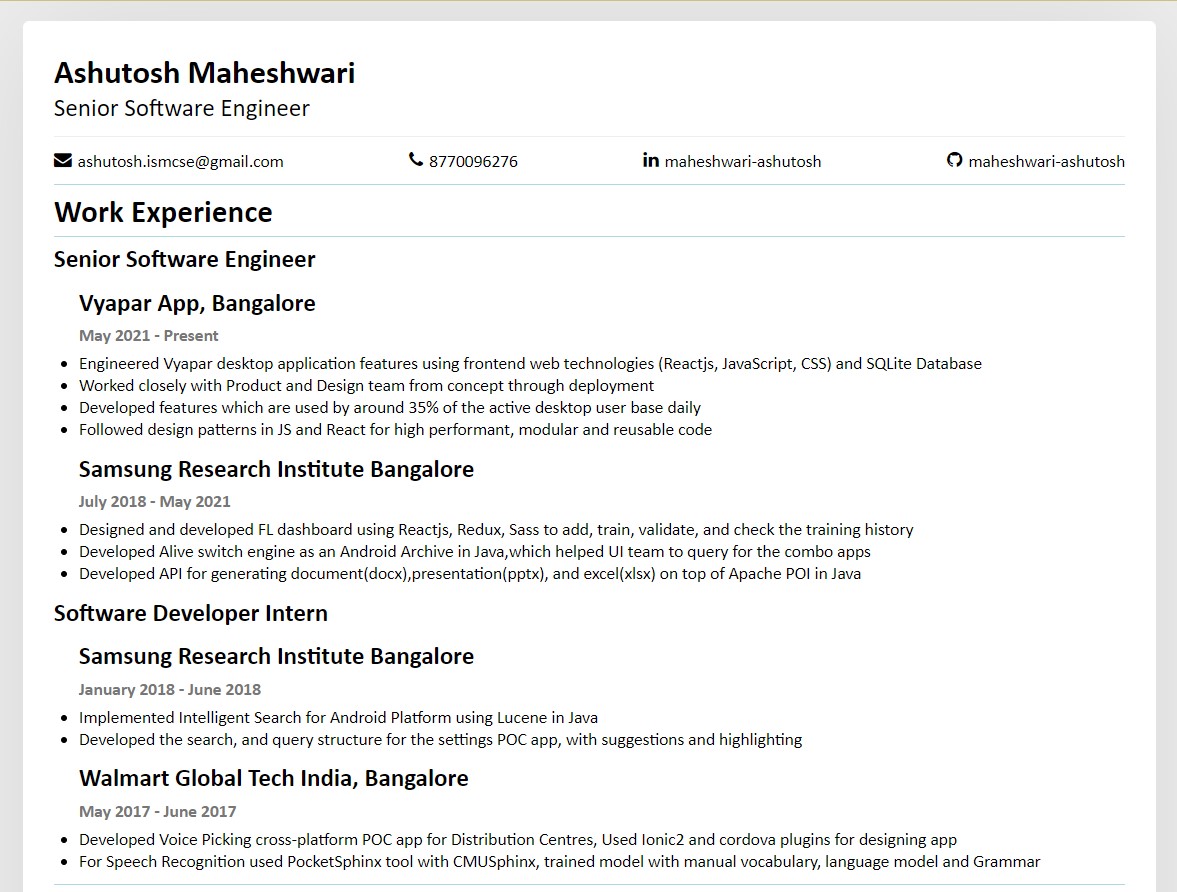 Ashutosh Maheshwari
Senior Software Engineer
ashutosh.ismcse@gmail.com 8770096276 maheshwari-ashutosh maheshwari-ashutosh
Work Experience
Senior Software Engineer
Vyapar App, Bangalore
May 2021 - Present
• Engineered Vyapar desktop application features using frontend web technologies (Reactjs, JavaScript, CSS) and SQLite Database
• Worked closely with Product and Design team from concept through deployment
• Developed features which are used by around 35% of the active desktop user base daily
• Followed design patterns in JS and React for high performant, modular and reusable code
Samsung Research Institute Bangalore
July 2018 - May 2021
• Designed and developed FL dashboard using Reactjs, Redux, Sass to add, train, validate, and check the training history
• Developed Alive switch engine as an Android Archive in Java,which helped UI team to query for the combo apps
• Developed API for generating document(docx),presentation(pptx), and excel(xlsx) on top of Apache POI in Java
Software Developer Intern
Samsung Research Institute Bangalore
January 2018 - June 2018
• Implemented Intelligent Search for Android Platform using Lucene in Java
• Developed the search, and query structure for the settings POC app, with suggestions and highlighting
Walmart Global Tech India, Bangalore
May 2017 - June 2017
• Developed Voice Picking cross-platform POC app for Distribution Centres, Used Ionic2 and cordova plugins for designing app
• For Speech Recognition used PocketSphinx tool with CMUSphinx, trained model with manual vocabulary, language model and Grammar